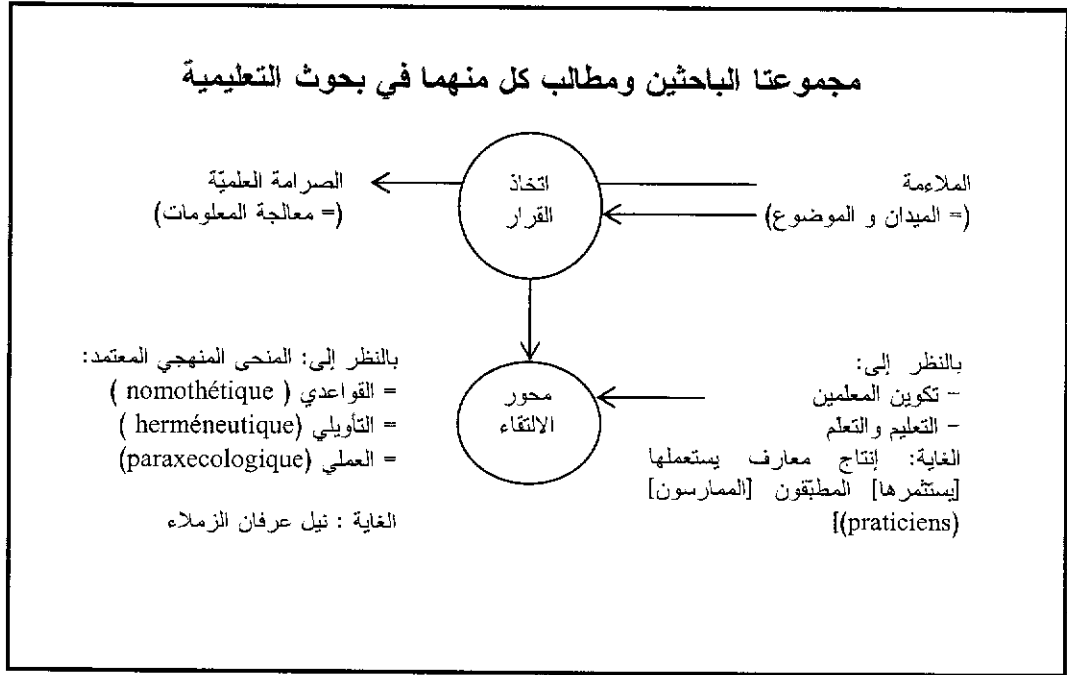 مجموعتا الباحثين ومطالب كل منهما في بحوث التعليمية
الملاءمة
(= الميدان و الموضوع)
اتخاذ
القرار
الصرامة العلميّة
(= معالجة المعلومات)
بالنظر إلى:
– تكوين المعلمين
– التعليم والتعلّم
الغاية: إنتاج معارف يستعملها
[يستثمرها] المطبّقون [الممارسون]
(praticiens)]
محور
الالتقاء
بالنظر إلى: المنحى المنهجي المعتمد:
= القواعدي ( nomothétique )
= التأويلي (herméneutique )
= العملي (paraxecologique)
الغاية : نيل عرفان الزملاء